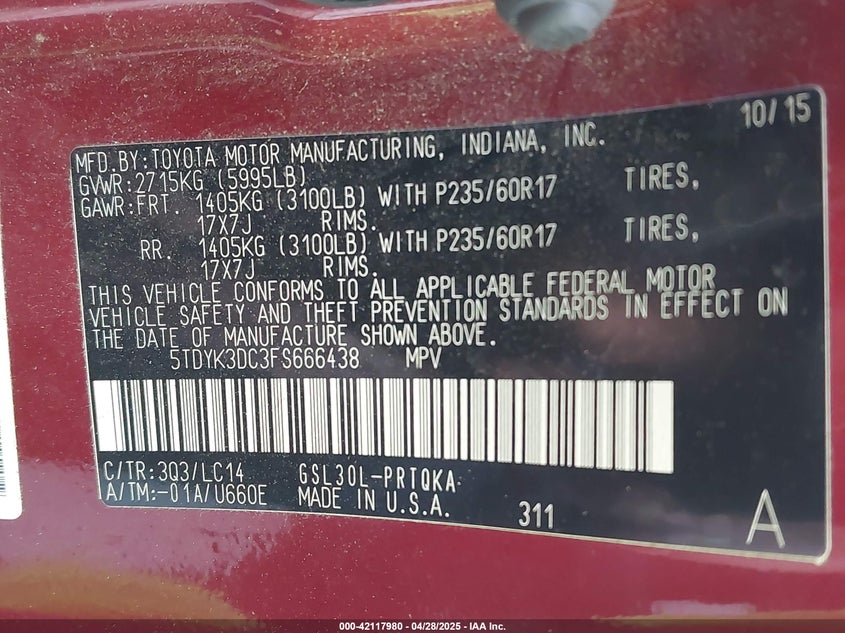 10/15
MFD.BY:TOYOTA MOTOR MANUFACTURING, INDIANA, INC.
GVWR:2715KG (5995LB)
GAWR:FRT. 1405KG (3100LB) WITH P235/60R17 TIRES,
17X7J RIMS.
RR. 1405KG (3100LB) WITH P235/60R17 TIRES,
17X7J RIMS.
THIS VEHICLE CONFORMS TO ALL APPLICABLE FEDERAL MOTOR
VEHICLE SAFETY AND THEFT PREVENTION STANDARDS IN EFFECT ON
THE DATE OF MANUFACTURE SHOWN ABOVE.
5TDYK3DC3FS666438 MPV
C/TR:3Q3/LC14 GSL30L-PRTQKA
A/TM:-01A/U660E MADE IN U.S.A. 311 A
000-42117980 - 04/28/2025 - IAA Inc.